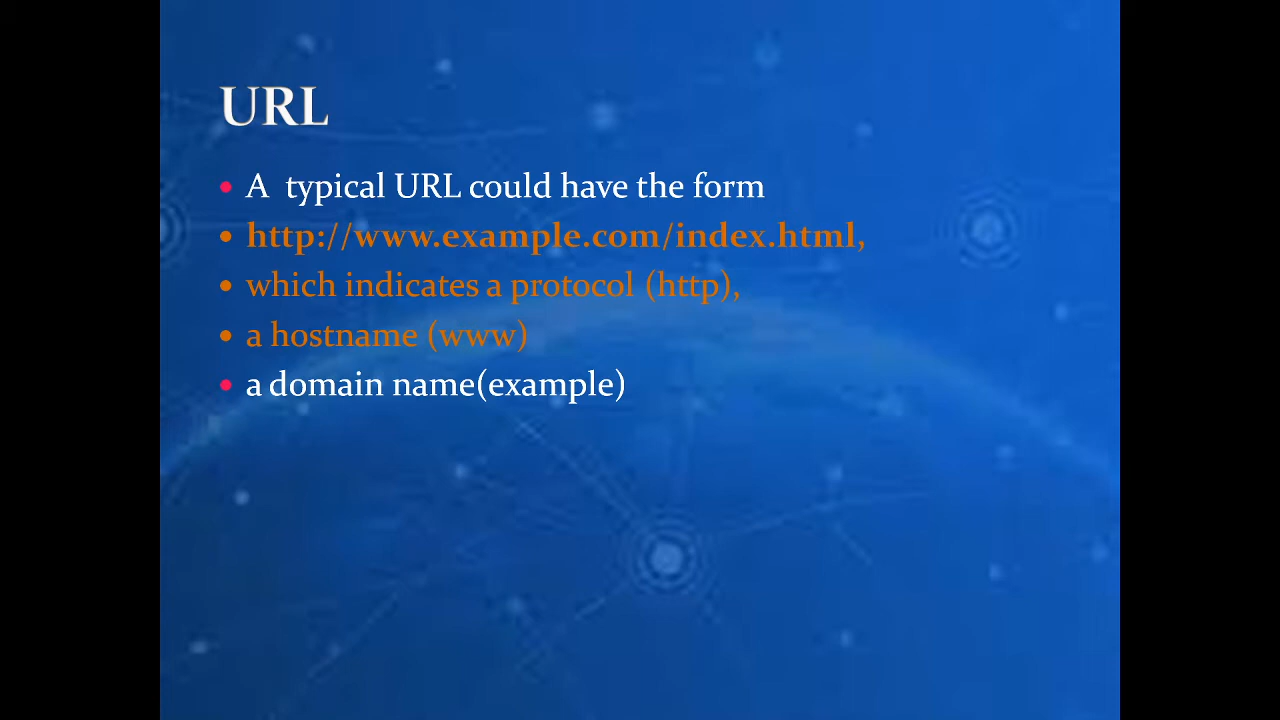 URL
• A typical URL could have the form
• http://www.example.com/index.html,
• which indicates a protocol (http),
• a hostname (www)
• a domain name(example)